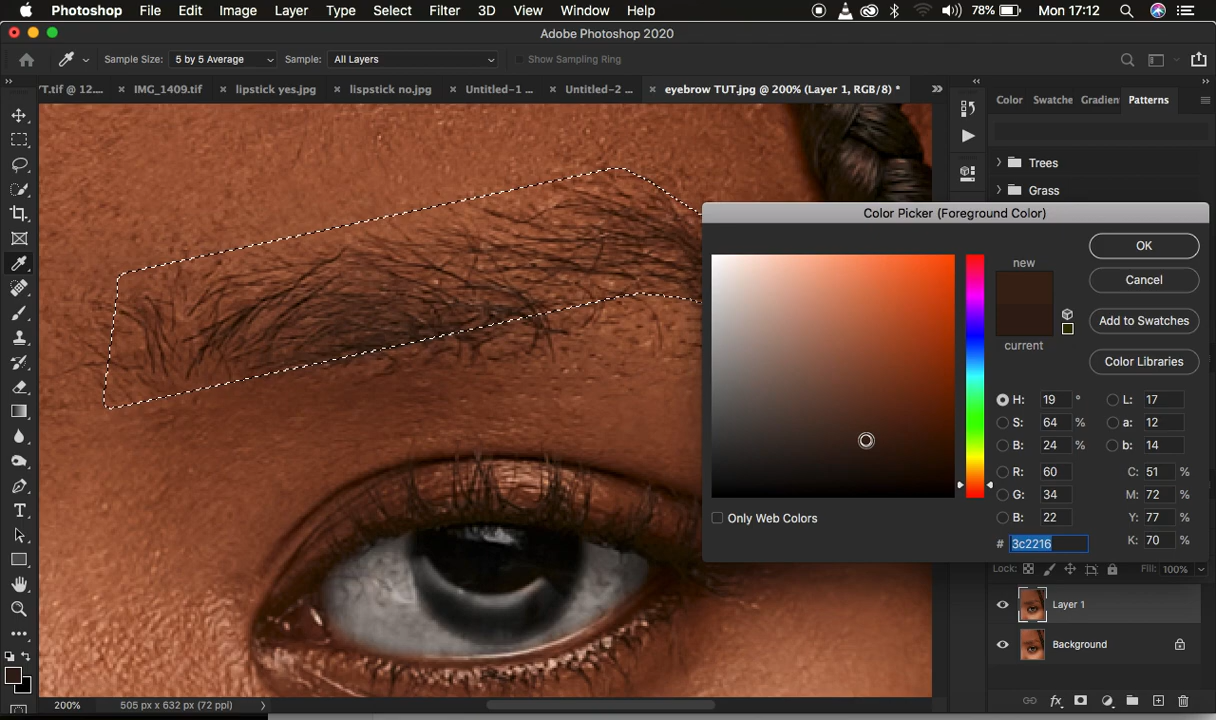 Photoshop File Edit Image Layer Type Select Filter 3D View Window Help 78% Mon 17:12
Adobe Photoshop 2020
Sample Size: 5 by 5 Average Sample: All Layers Show Sampling Ring
T.tif @ 12.... IMG_1409.tif lipstick yes.jpg lispstick no.jpg Untitled-1 ... Untitled-2 ... eyebrow TUT.jpg @ 200% (Layer 1, RGB/8) *
Color Swatche Gradien Patterns
Trees
Grass
Color Picker (Foreground Color)
OK
new
Cancel
Add to Swatches
current
Color Libraries
H: 19 ° L: 17
S: 64 % a: 12
B: 24 % b: 14
R: 60 C: 51 %
G: 34 M: 72 %
B: 22 Y: 77 %
# 3c2216 K: 70 %
Only Web Colors
Lock: Fill: 100%
Layer 1
Background
200% 505 px x 632 px (72 ppi)